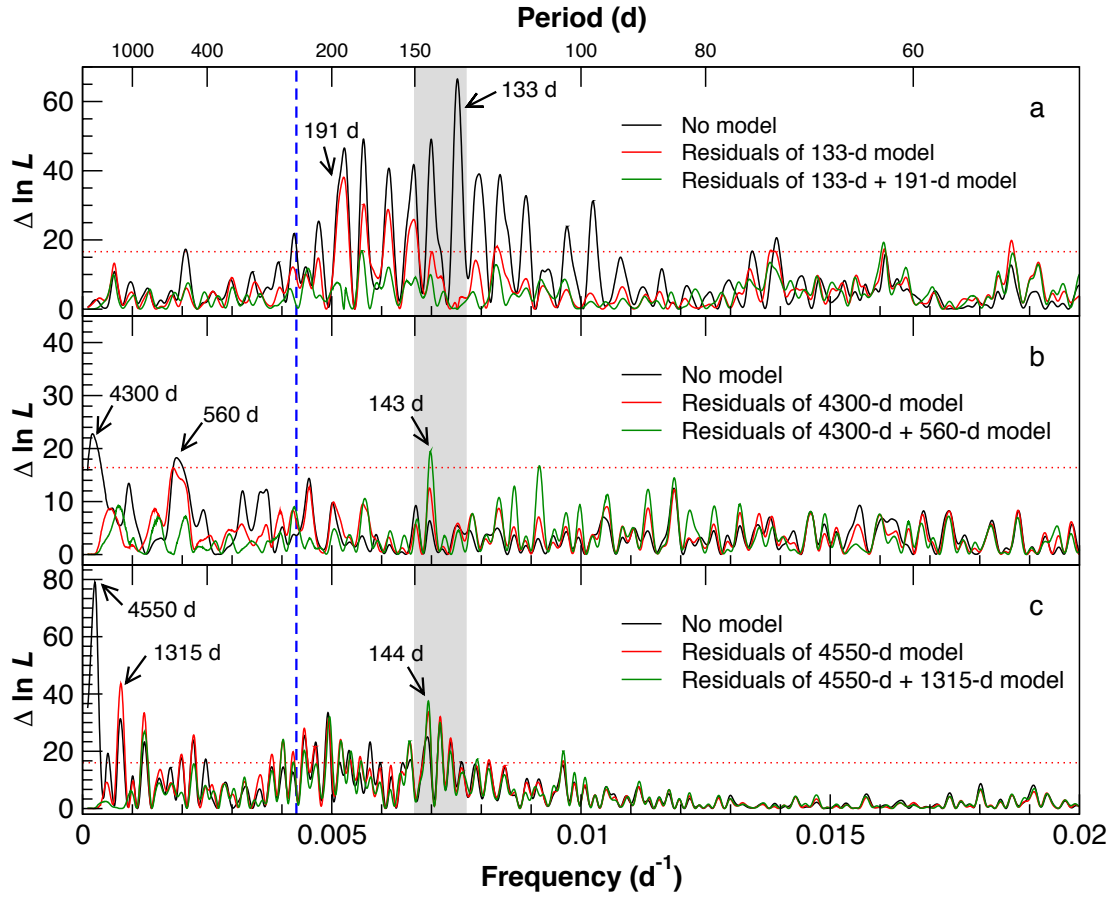 Period (d)
1000 400 200 150 100 80 60
a
133 d
191 d
No model
Residuals of 133-d model
Residuals of 133-d + 191-d model
60
40
20
0
Δ ln L
b
4300 d
560 d
143 d
No model
Residuals of 4300-d model
Residuals of 4300-d + 560-d model
40
30
20
10
0
Δ ln L
c
4550 d
1315 d
144 d
No model
Residuals of 4550-d model
Residuals of 4550-d + 1315-d model
80
60
40
20
0
Δ ln L
0 0.005 0.01 0.015 0.02
Frequency (d⁻¹)